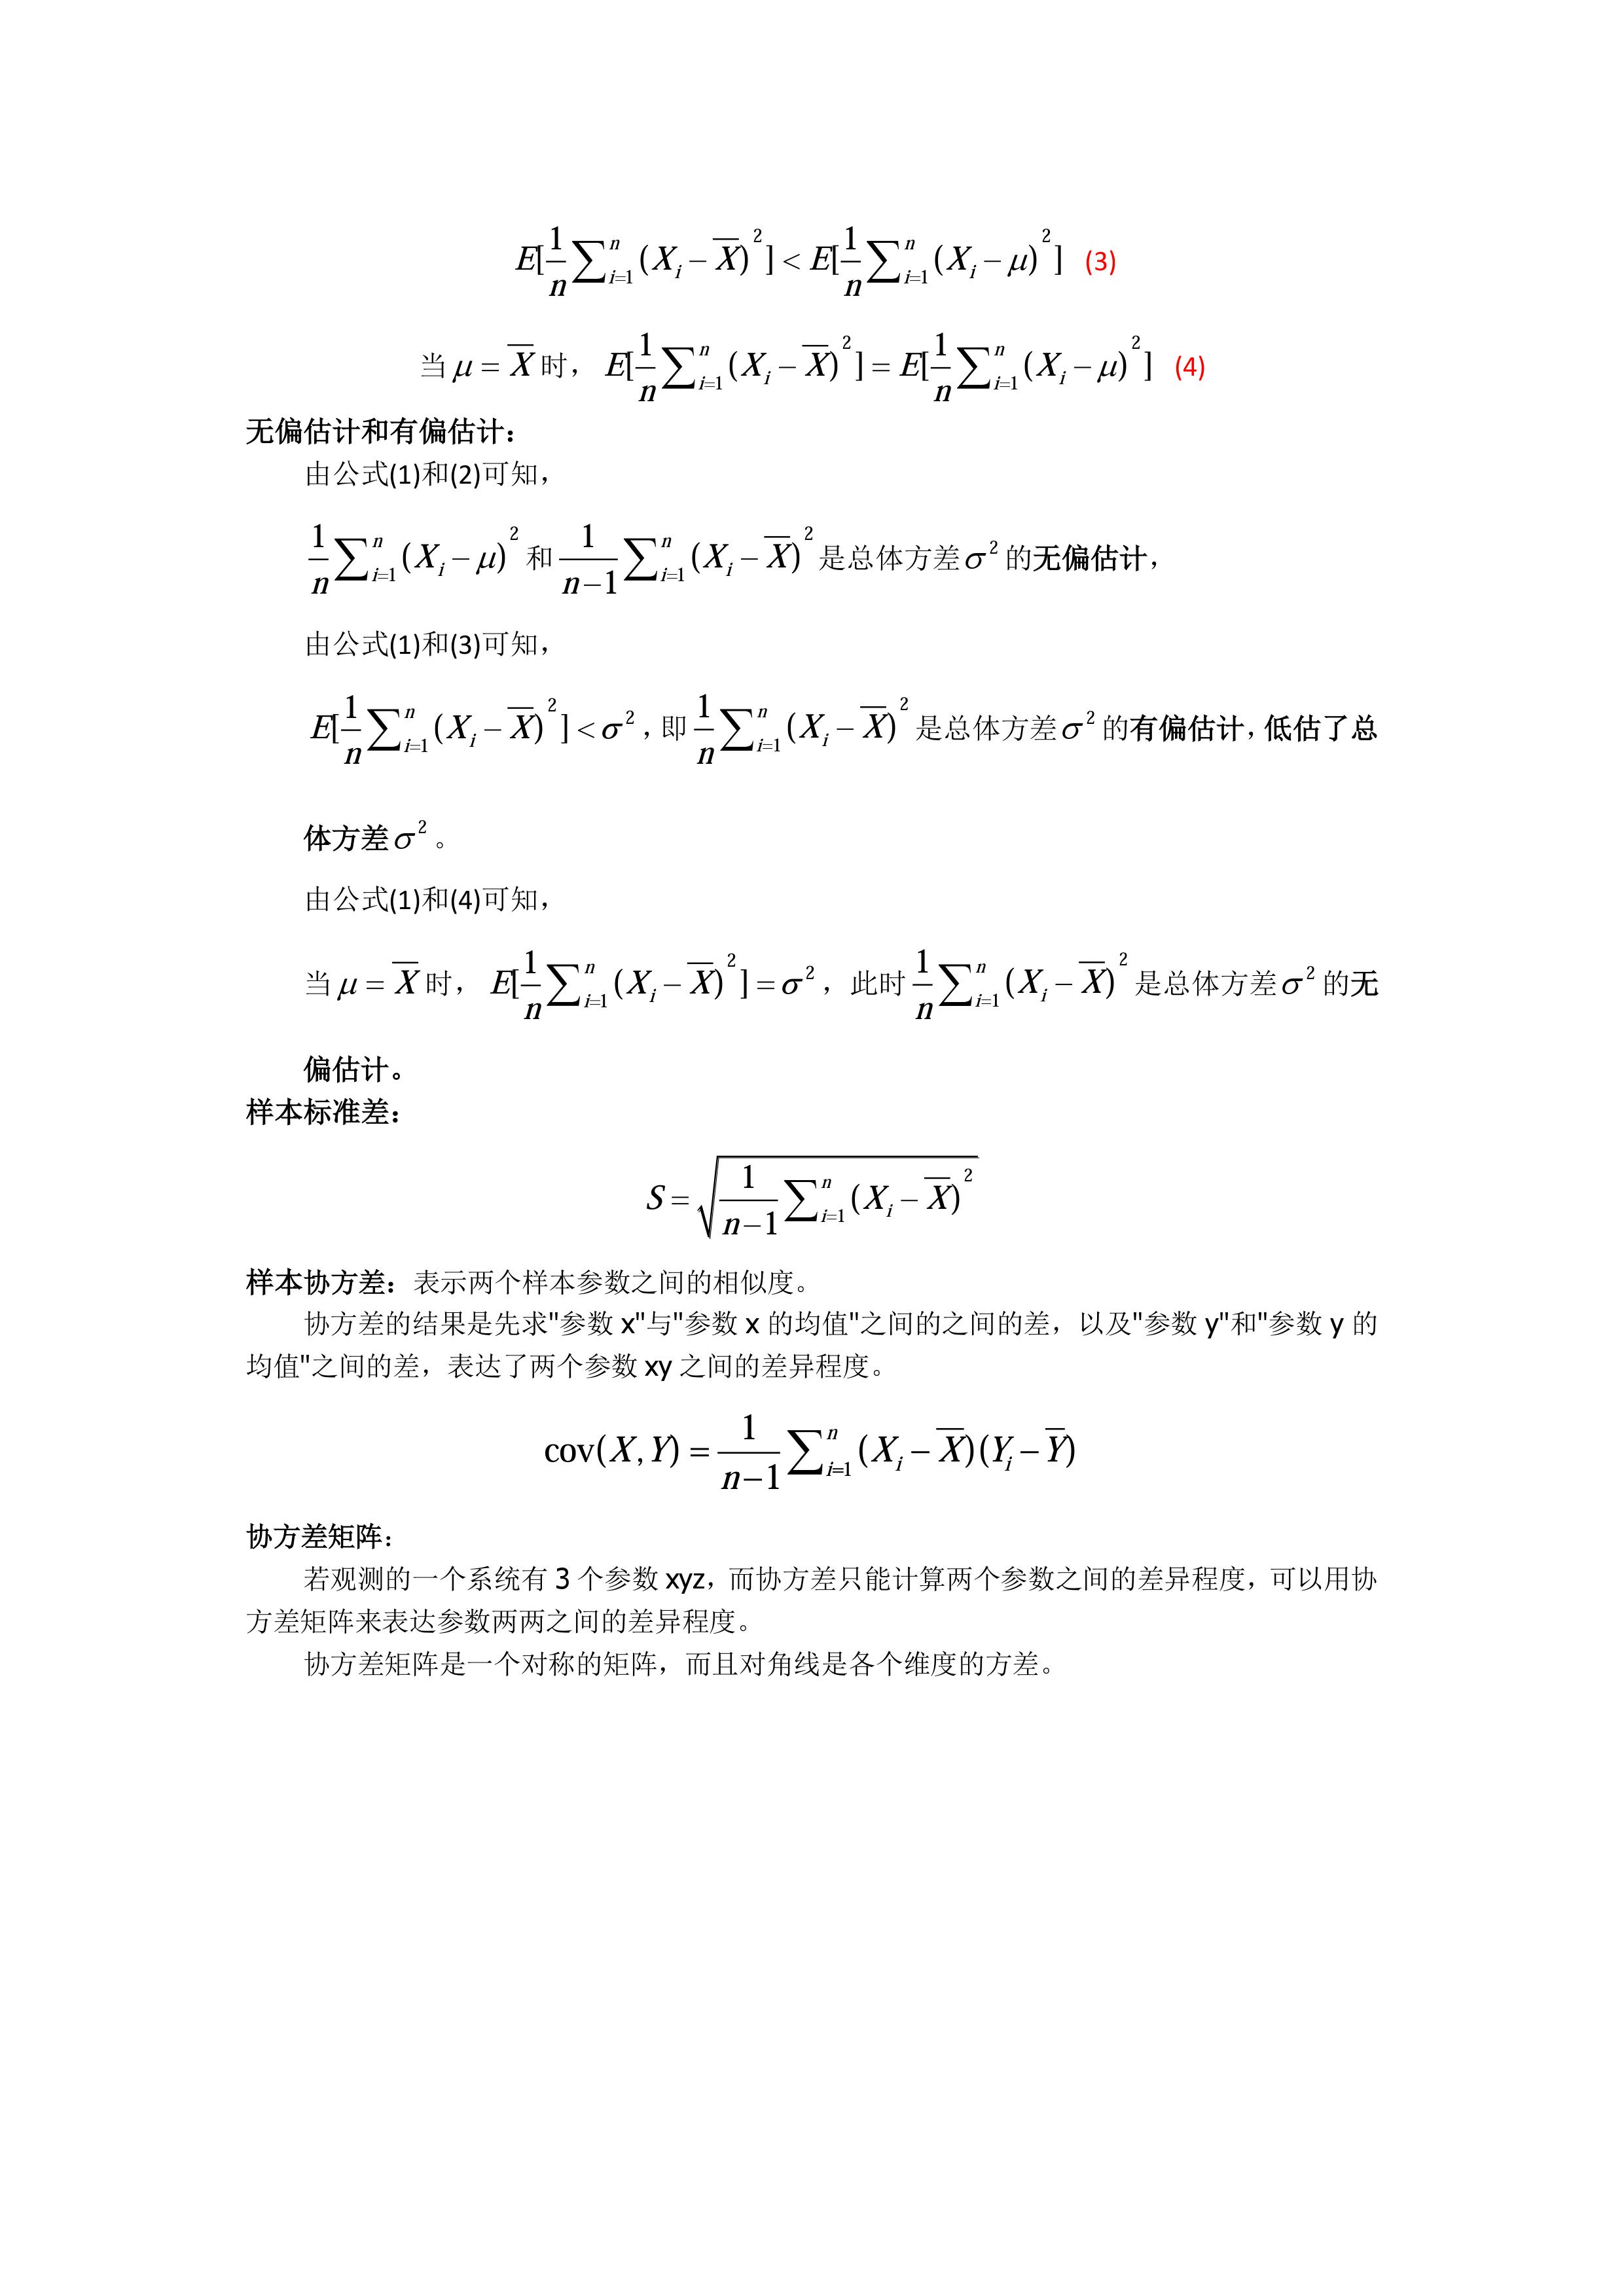 $E[\frac{1}{n}\sum_{i=1}^{n}(X_i-\overline{X})^2] < E[\frac{1}{n}\sum_{i=1}^{n}(X_i-\mu)^2]$ (3)
当 $\mu=\overline{X}$ 时， $E[\frac{1}{n}\sum_{i=1}^{n}(X_i-\overline{X})^2] = E[\frac{1}{n}\sum_{i=1}^{n}(X_i-\mu)^2]$ (4)
无偏估计和有偏估计：
由公式(1)和(2)可知，
$\frac{1}{n}\sum_{i=1}^{n}(X_i-\mu)^2$ 和 $\frac{1}{n-1}\sum_{i=1}^{n}(X_i-\overline{X})^2$ 是总体方差 $\sigma^2$ 的无偏估计，
由公式(1)和(3)可知，
$E[\frac{1}{n}\sum_{i=1}^{n}(X_i-\overline{X})^2] < \sigma^2$，即 $\frac{1}{n}\sum_{i=1}^{n}(X_i-\overline{X})^2$ 是总体方差 $\sigma^2$ 的有偏估计，低估了总
体方差 $\sigma^2$。
由公式(1)和(4)可知，
当 $\mu=\overline{X}$ 时， $E[\frac{1}{n}\sum_{i=1}^{n}(X_i-\overline{X})^2] = \sigma^2$，此时 $\frac{1}{n}\sum_{i=1}^{n}(X_i-\overline{X})^2$ 是总体方差 $\sigma^2$ 的无
偏估计。
样本标准差：
$S=\sqrt{\frac{1}{n-1}\sum_{i=1}^{n}(X_i-\overline{X})^2}$
样本协方差：表示两个样本参数之间的相似度。
协方差的结果是先求"参数 x"与"参数 x 的均值"之间的之间的差，以及"参数 y"和"参数 y 的
均值"之间的差，表达了两个参数 xy 之间的差异程度。
$\mathrm{cov}(X,Y)=\frac{1}{n-1}\sum_{i=1}^{n}(X_i-\overline{X})(Y_i-\overline{Y})$
协方差矩阵：
若观测的一个系统有 3 个参数 xyz，而协方差只能计算两个参数之间的差异程度，可以用协
方差矩阵来表达参数两两之间的差异程度。
协方差矩阵是一个对称的矩阵，而且对角线是各个维度的方差。